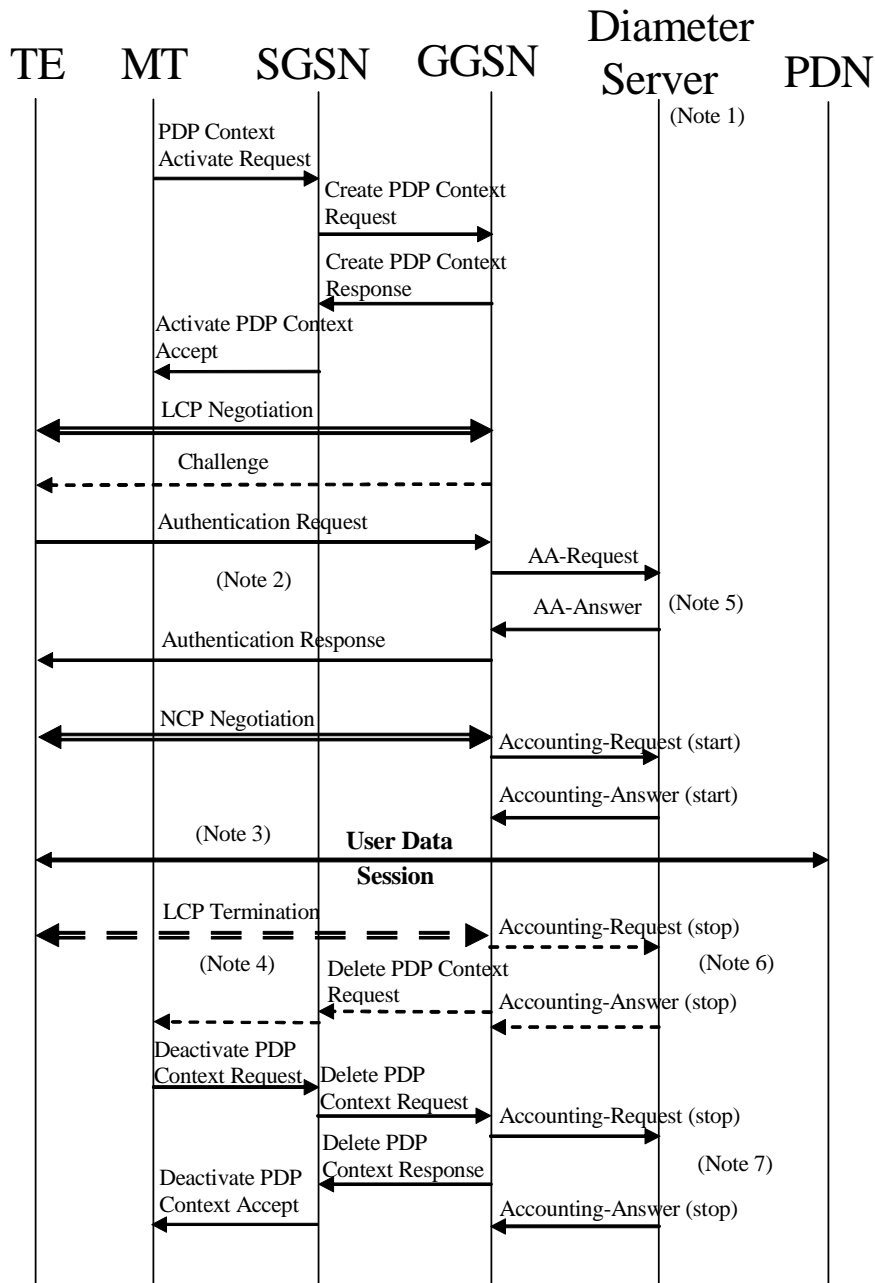 TE
MT
SGSN
GGSN
Diameter
Server
PDN
(Note 1)
PDP Context
Activate Request
Create PDP Context
Request
Create PDP Context
Response
Activate PDP Context
Accept
LCP Negotiation
Challenge
Authentication Request
AA-Request
(Note 2)
AA-Answer
(Note 5)
Authentication Response
NCP Negotiation
Accounting-Request (start)
Accounting-Answer (start)
(Note 3)
User Data
Session
LCP Termination
Accounting-Request (stop)
(Note 4)
(Note 6)
Delete PDP Context
Request
Accounting-Answer (stop)
Deactivate PDP
Context Request
Delete PDP
Context Request
Accounting-Request (stop)
Delete PDP
Context Response
(Note 7)
Deactivate PDP
Context Accept
Accounting-Answer (stop)